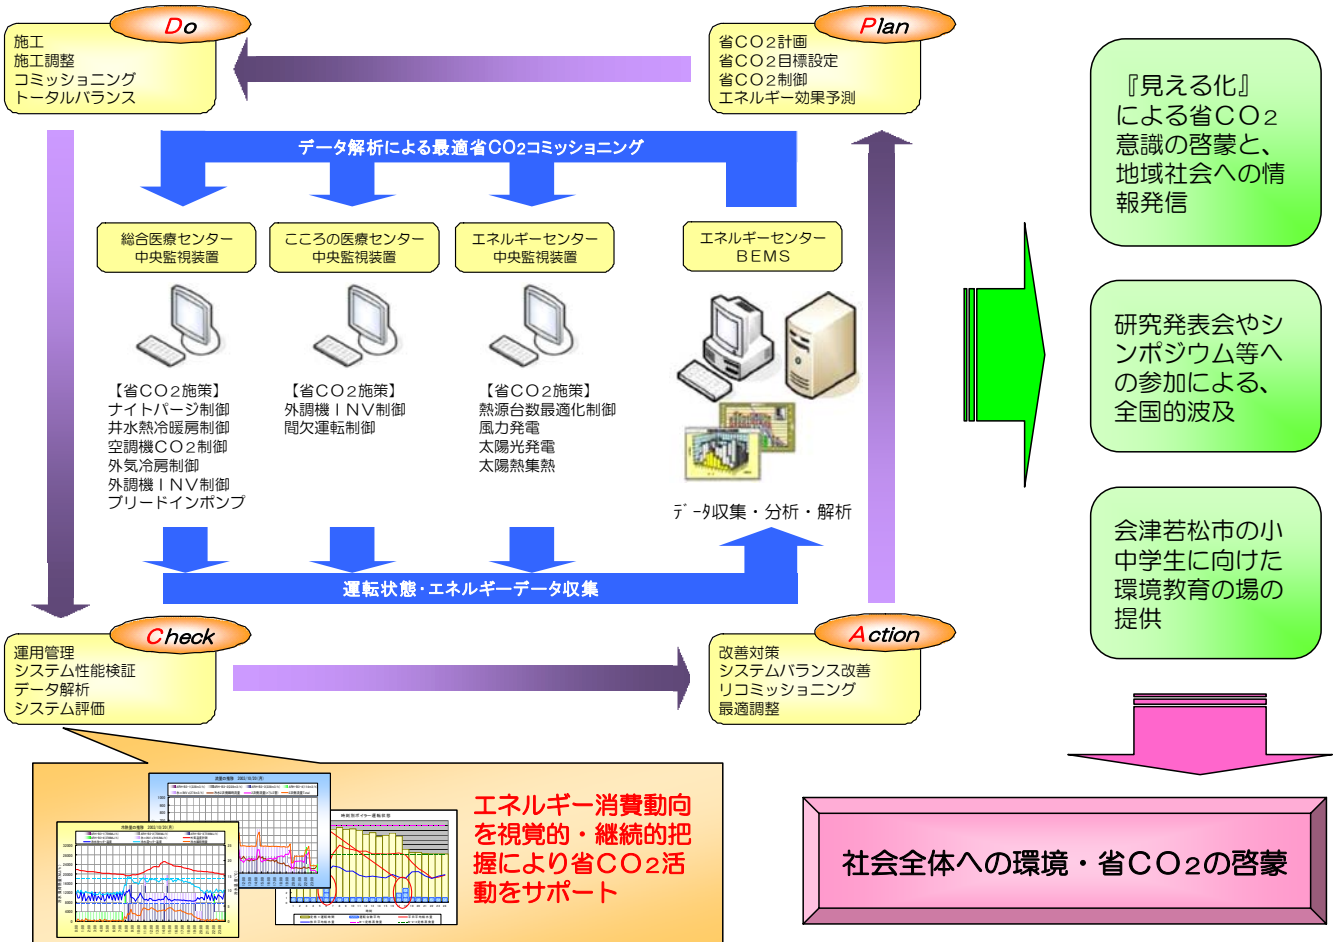 Do
施工
施工調整
コミッショニング
トータルバランス
Plan
省CO2計画
省CO2目標設定
省CO2制御
エネルギー効果予測
データ解析による最適省CO2コミッショニング
総合医療センター
中央監視装置
こころの医療センター
中央監視装置
エネルギーセンター
中央監視装置
エネルギーセンター
BEMS
【省CO2施策】
ナイトパージ制御
井水熱冷暖房制御
空調機CO2制御
外気冷房制御
外調機INV制御
ブリードインポンプ
【省CO2施策】
外調機INV制御
間欠運転制御
【省CO2施策】
熱源台数最適化制御
風力発電
太陽光発電
太陽熱集熱
データ収集・分析・解析
運転状態・エネルギーデータ収集
Check
運用管理
システム性能検証
データ解析
システム評価
Action
改善対策
システムバランス改善
リコミッショニング
最適調整
エネルギー消費動向
を視覚的・継続的把
握により省CO2活
動をサポート
『見える化』
による省CO2
意識の啓蒙と、
地域社会への情
報発信
研究発表会やシ
ンポジウム等へ
の参加による、
全国的波及
会津若松市の小
中学生に向けた
環境教育の場の
提供
社会全体への環境・省CO2の啓蒙